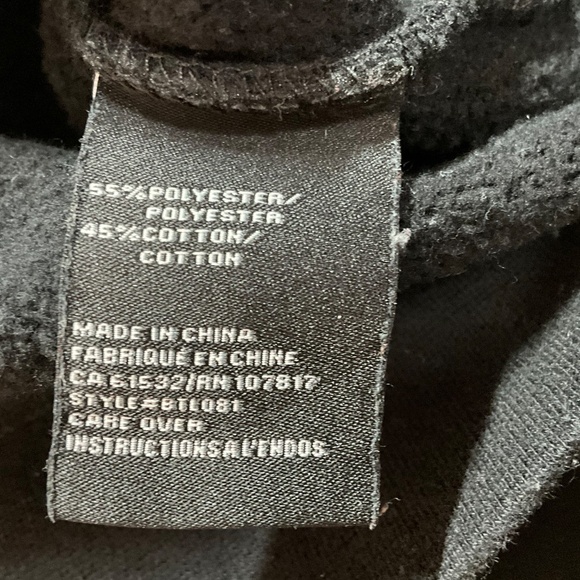 55%POLYESTER/
POLYESTER
45%COTTON/
COTTON
MADE IN CHINA
FABRIQUÉ EN CHINE
CA 61532/RN 107817
STYLE#BTL081
CARE OVER
INSTRUCTIONS A L'ENDOS